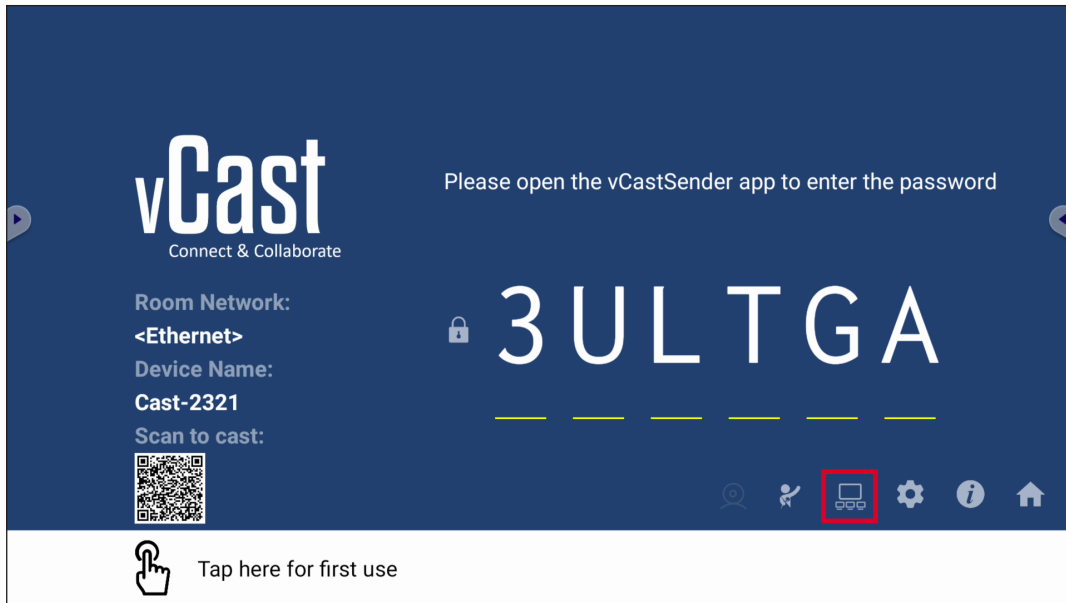 vCast
Connect & Collaborate
Please open the vCastSender app to enter the password
Room Network:
<Ethernet>
Device Name:
Cast-2321
Scan to cast:
3ULTGA
Tap here for first use